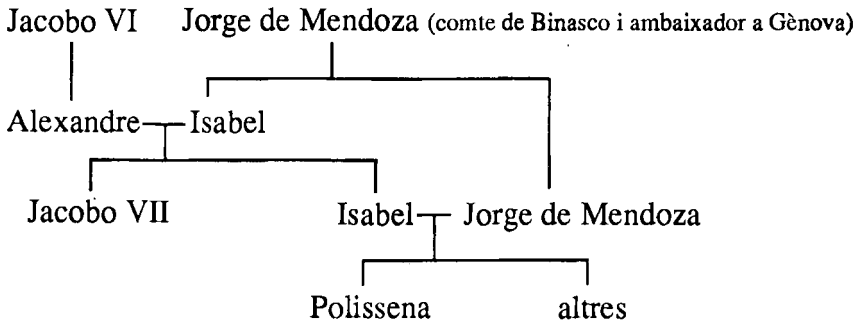 Jacobo VI Jorge de Mendoza (comte de Binasco i ambaixador a Gènova)
Alexandre Isabel
Jacobo VII Isabel Jorge de Mendoza
Polissena altres